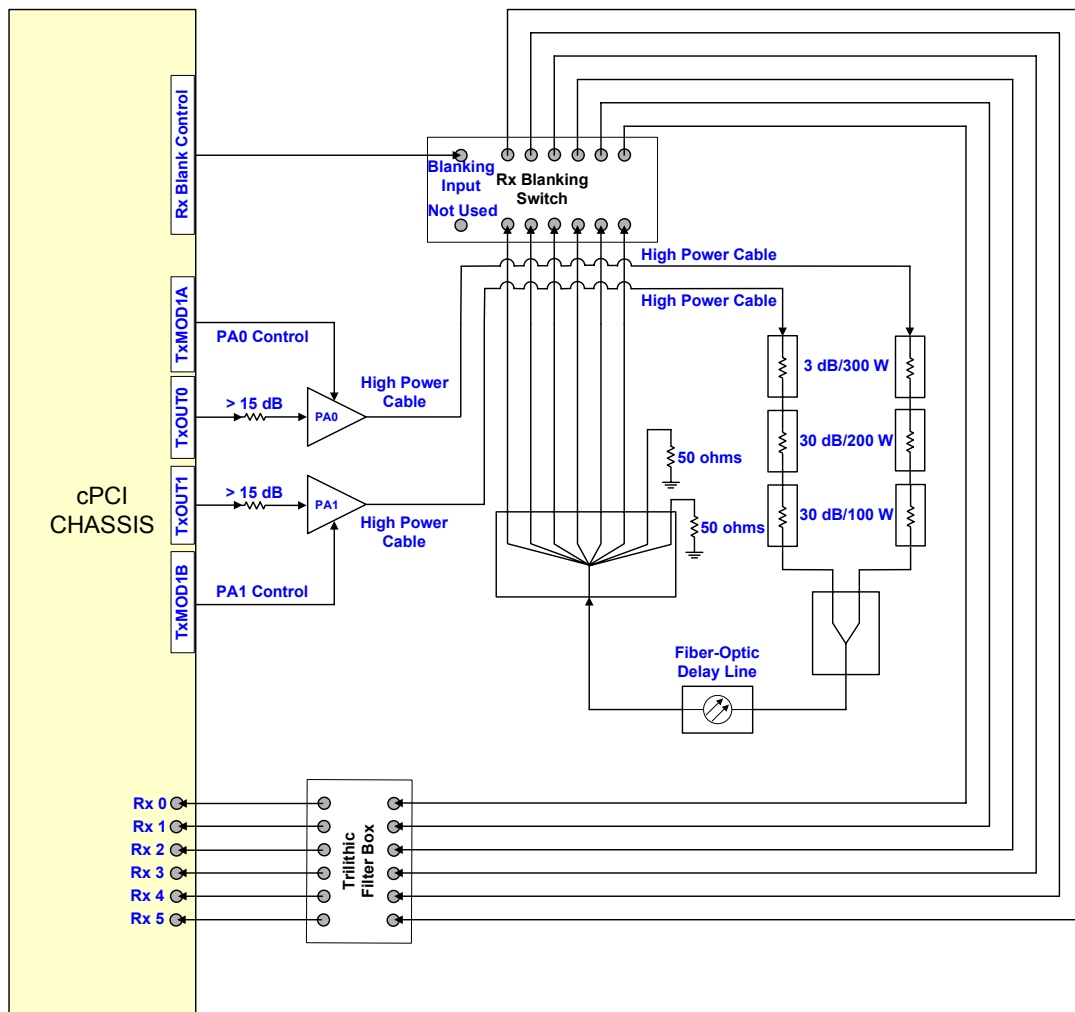 Rx Blank Control
TxMOD1A
TxOUT0
TxOUT1
TxMOD1B
cPCI
CHASSIS
Blanking
Input
Not Used
Rx Blanking
Switch
High Power Cable
High Power Cable
PA0 Control
> 15 dB
PA0
High Power
Cable
> 15 dB
PA1
High Power
Cable
PA1 Control
3 dB/300 W
30 dB/200 W
30 dB/100 W
50 ohms
50 ohms
Fiber-Optic
Delay Line
Rx 0
Rx 1
Rx 2
Rx 3
Rx 4
Rx 5
Trilithic
Filter Box